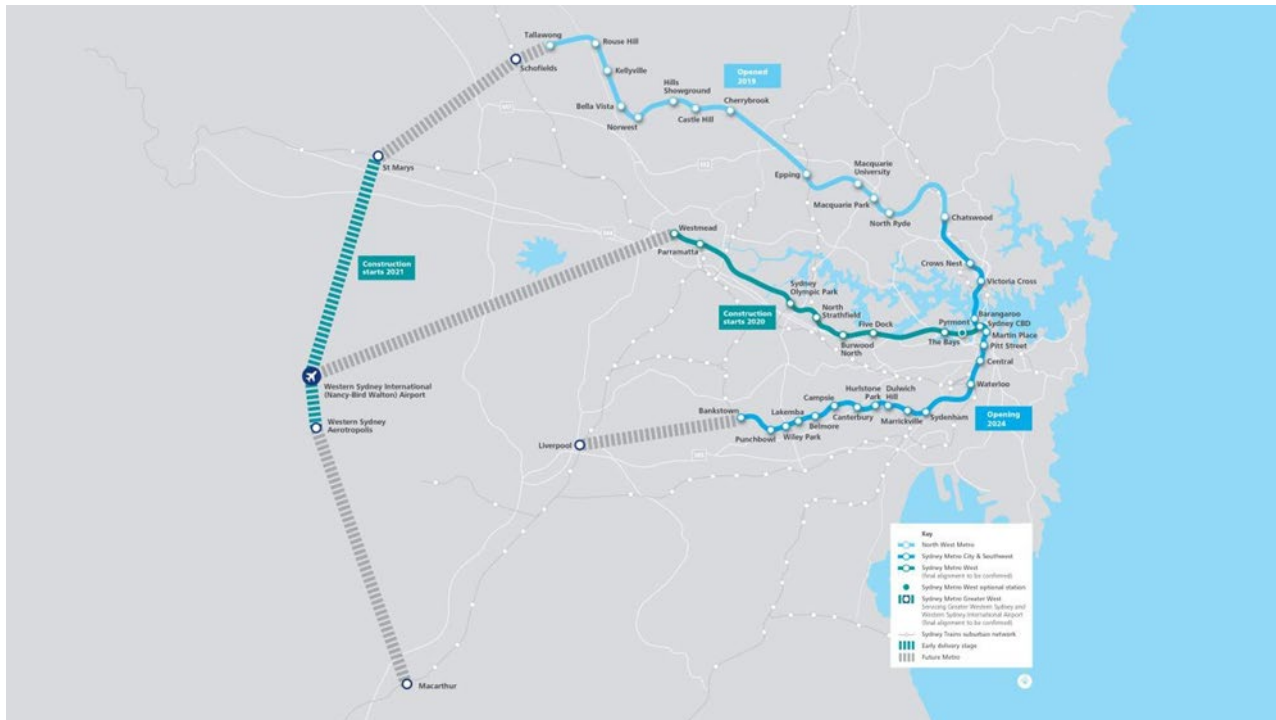 Tallawong
Rouse Hill
Schofields
Kellyville
Opened
2019
Hills
Showground
Bella Vista
Cherrybrook
Castle Hill
Norwest
St Marys
Macquarie
University
Epping
Macquarie Park
North Ryde
Chatswood
Westmead
Parramatta
Construction
starts 2021
Crows Nest
Victoria Cross
Sydney
Olympic Park
North
Strathfield
Construction
starts 2020
Five Dock
Pyrmont
Barangaroo
Sydney CBD
Martin Place
The Bays
Burwood
North
Pitt Street
Central
Western Sydney International
(Nancy-Bird Walton) Airport
Waterloo
Hurlstone
Park
Dulwich
Hill
Campsie
Lakemba
Bankstown
Canterbury
Sydenham
Marrickville
Belmore
Wiley Park
Punchbowl
Opening
2024
Western Sydney
Aerotropolis
Liverpool
Macarthur
Key
North West Metro
Sydney Metro City & Southwest
Sydney Metro West
(final alignment to be confirmed)
Sydney Metro West optional station
Sydney Metro Greater West
Servicing Greater Western Sydney and
Western Sydney International Airport
(final alignment to be confirmed)
Sydney Trains suburban network
Early delivery stage
Future Metro